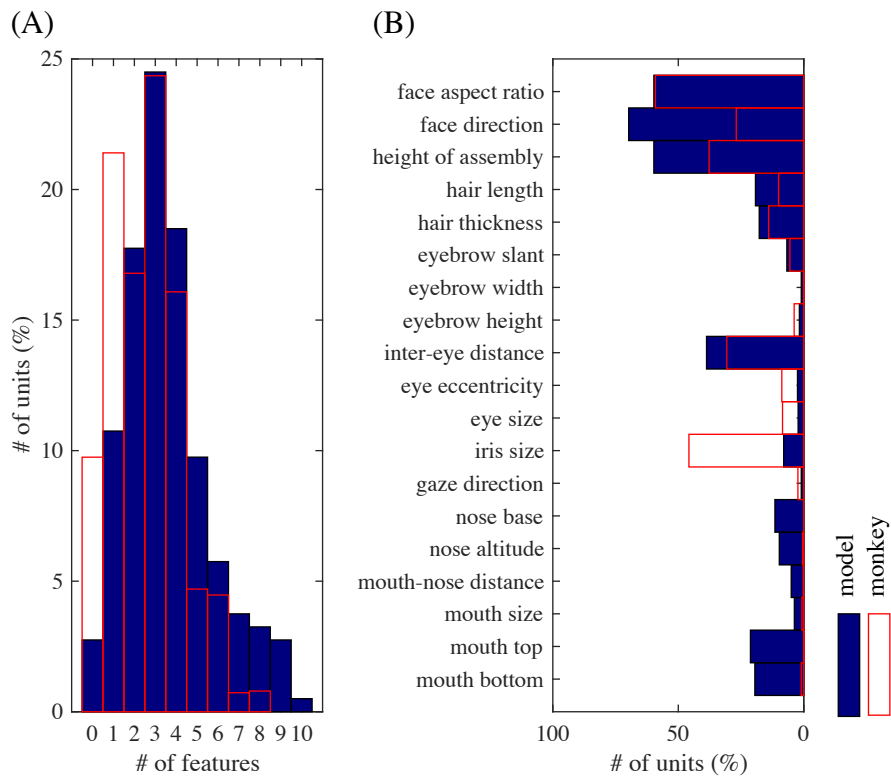 (A)
25
20
15
10
5
0
# of units (%)
0 1 2 3 4 5 6 7 8 9 10
# of features
(B)
face aspect ratio
face direction
height of assembly
hair length
hair thickness
eyebrow slant
eyebrow width
eyebrow height
inter-eye distance
eye eccentricity
eye size
iris size
gaze direction
nose base
nose altitude
mouth-nose distance
mouth size
mouth top
mouth bottom
100 50 0
# of units (%)
model
monkey